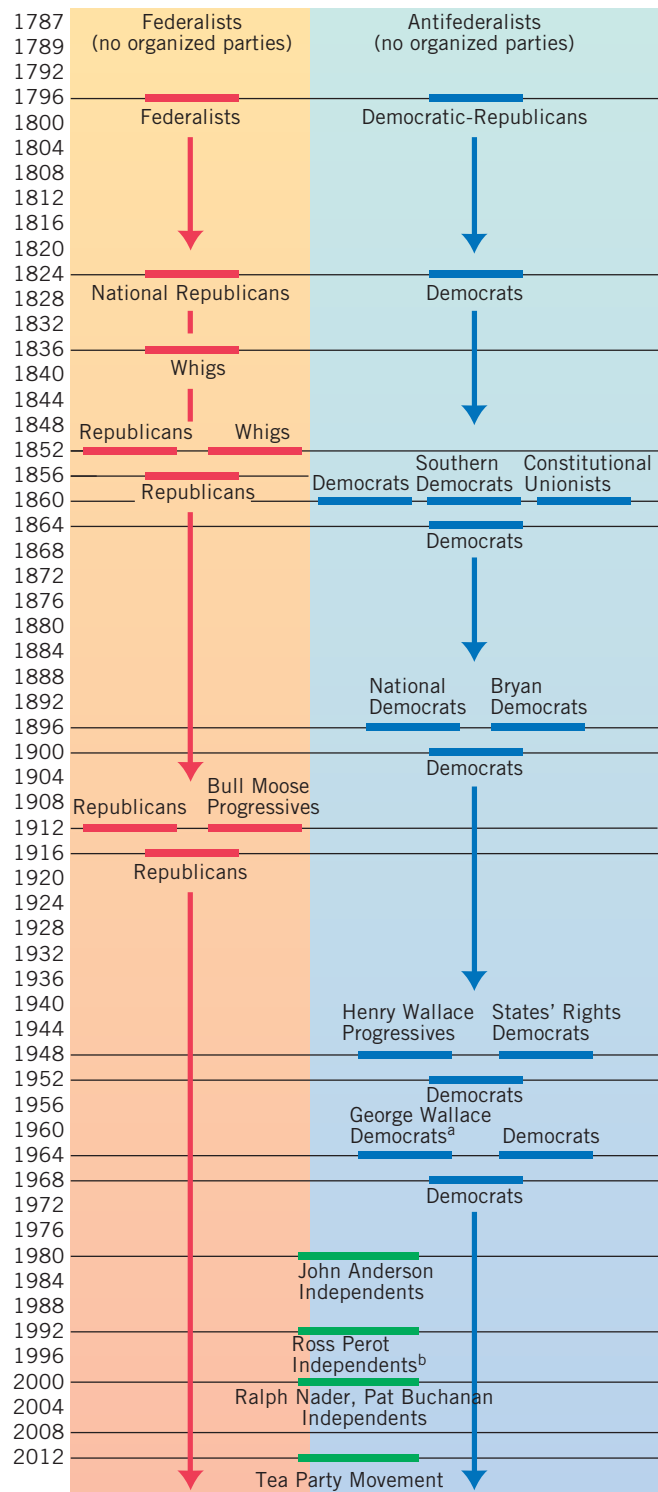 1787
1789
1792
1796
1800
1804
1808
1812
1816
1820
1824
1828
1832
1836
1840
1844
1848
1852
1856
1860
1864
1868
1872
1876
1880
1884
1888
1892
1896
1900
1904
1908
1912
1916
1920
1924
1928
1932
1936
1940
1944
1948
1952
1956
1960
1964
1968
1972
1976
1980
1984
1988
1992
1996
2000
2004
2008
2012
Federalists
(no organized parties)
Antifederalists
(no organized parties)
Federalists
Democratic-Republicans
National Republicans
Democrats
Whigs
Republicans
Whigs
Republicans
Democrats
Southern
Democrats
Constitutional
Unionists
Democrats
National
Democrats
Bryan
Democrats
Democrats
Republicans
Bull Moose
Progressives
Republicans
Henry Wallace
Progressives
States' Rights
Democrats
Democrats
George Wallace
Democratsᵃ
Democrats
Democrats
John Anderson
Independents
Ross Perot
Independentsᵇ
Ralph Nader, Pat Buchanan
Independents
Tea Party Movement